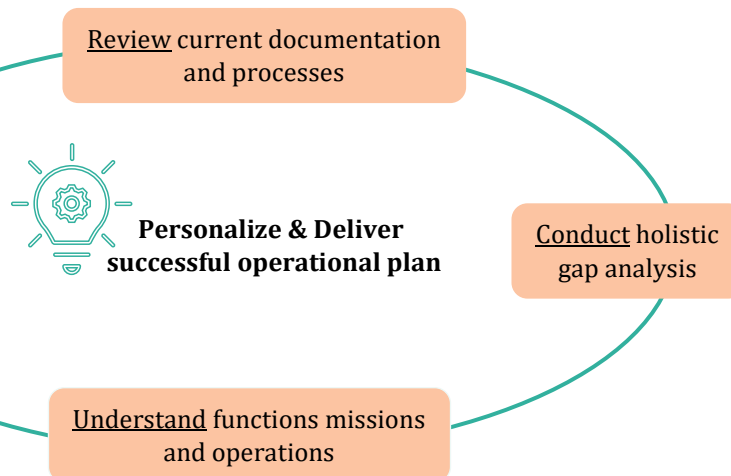 Review current documentation
and processes
Personalize & Deliver
successful operational plan
Conduct holistic
gap analysis
Understand functions missions
and operations